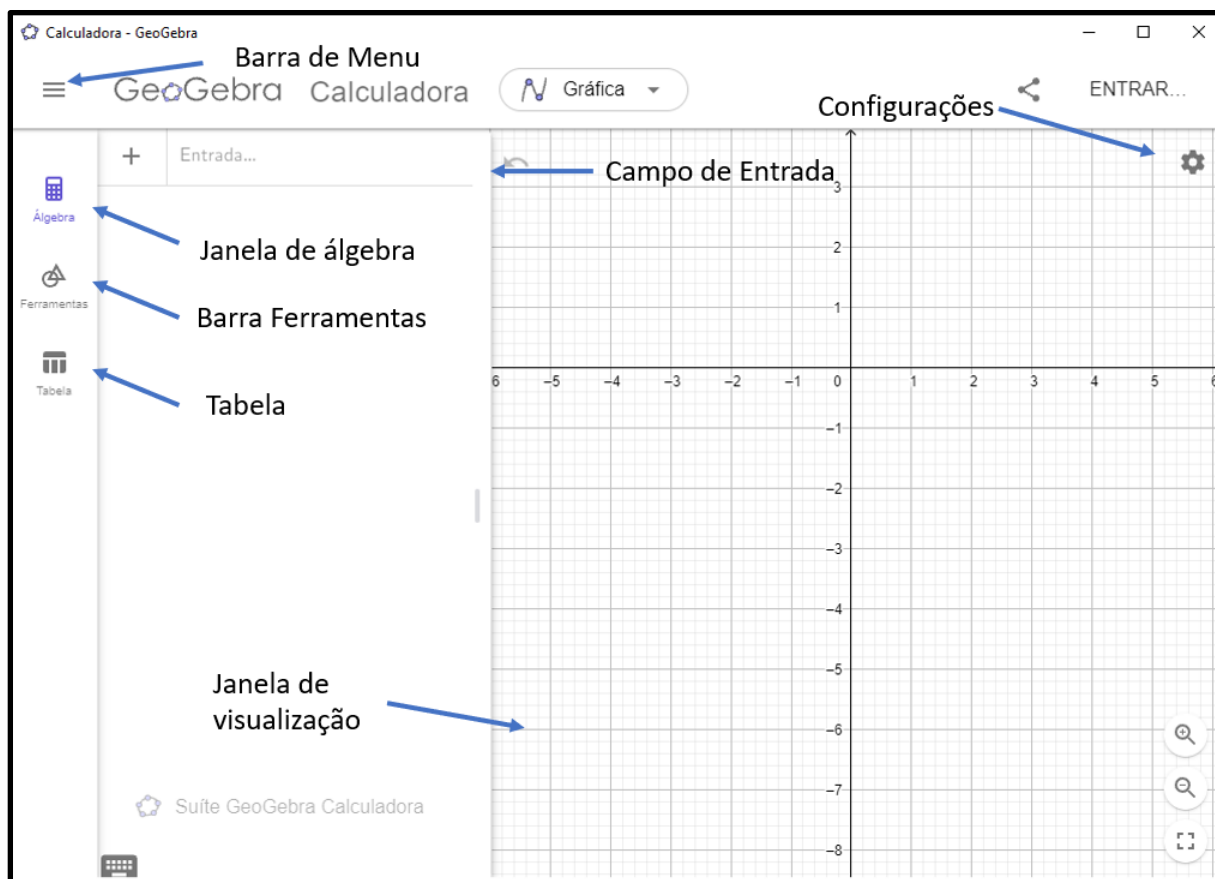 Calculadora - GeoGebra
Barra de Menu
GeoGebra Calculadora
Gráfica
ENTRAR...
Configurações
Entrada...
Campo de Entrada
Álgebra
Janela de álgebra
Ferramentas
Barra Ferramentas
Tabela
Tabela
3
2
1
6 −5 −4 −3 −2 −1 0 1 2 3 4 5 6
−1
−2
−3
−4
−5
Janela de
visualização
−6
−7
Suíte GeoGebra Calculadora
−8